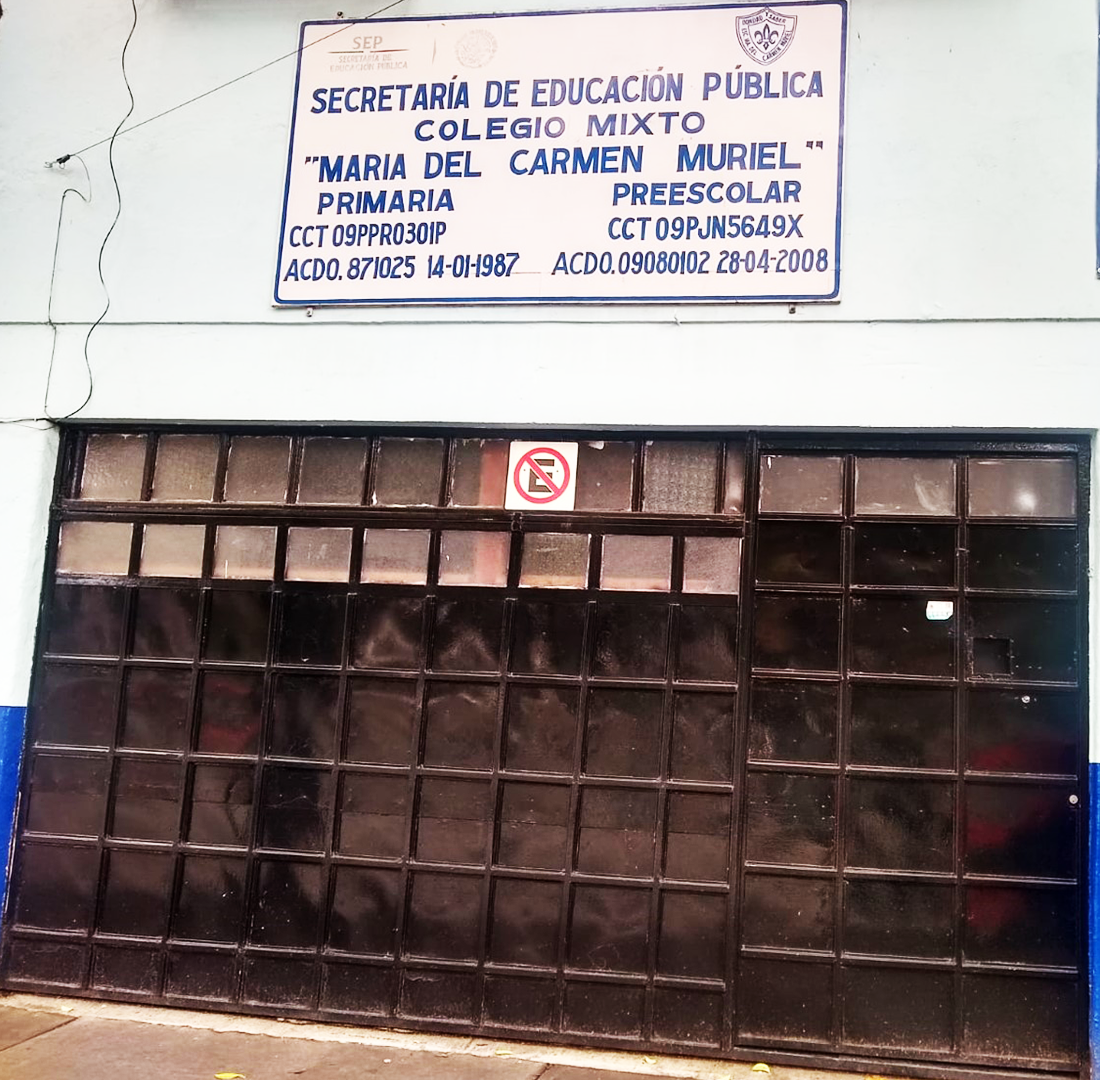 SEP
SECRETARÍA DE
EDUCACIÓN PÚBLICA
SECRETARÍA DE EDUCACIÓN PÚBLICA
COLEGIO MIXTO
"MARIA DEL CARMEN MURIEL"
PRIMARIA PREESCOLAR
CCT 09PPR0301P CCT 09PJN5649X
ACDO. 871025 14-01-1987 ACDO. 09080102 28-04-2008
E